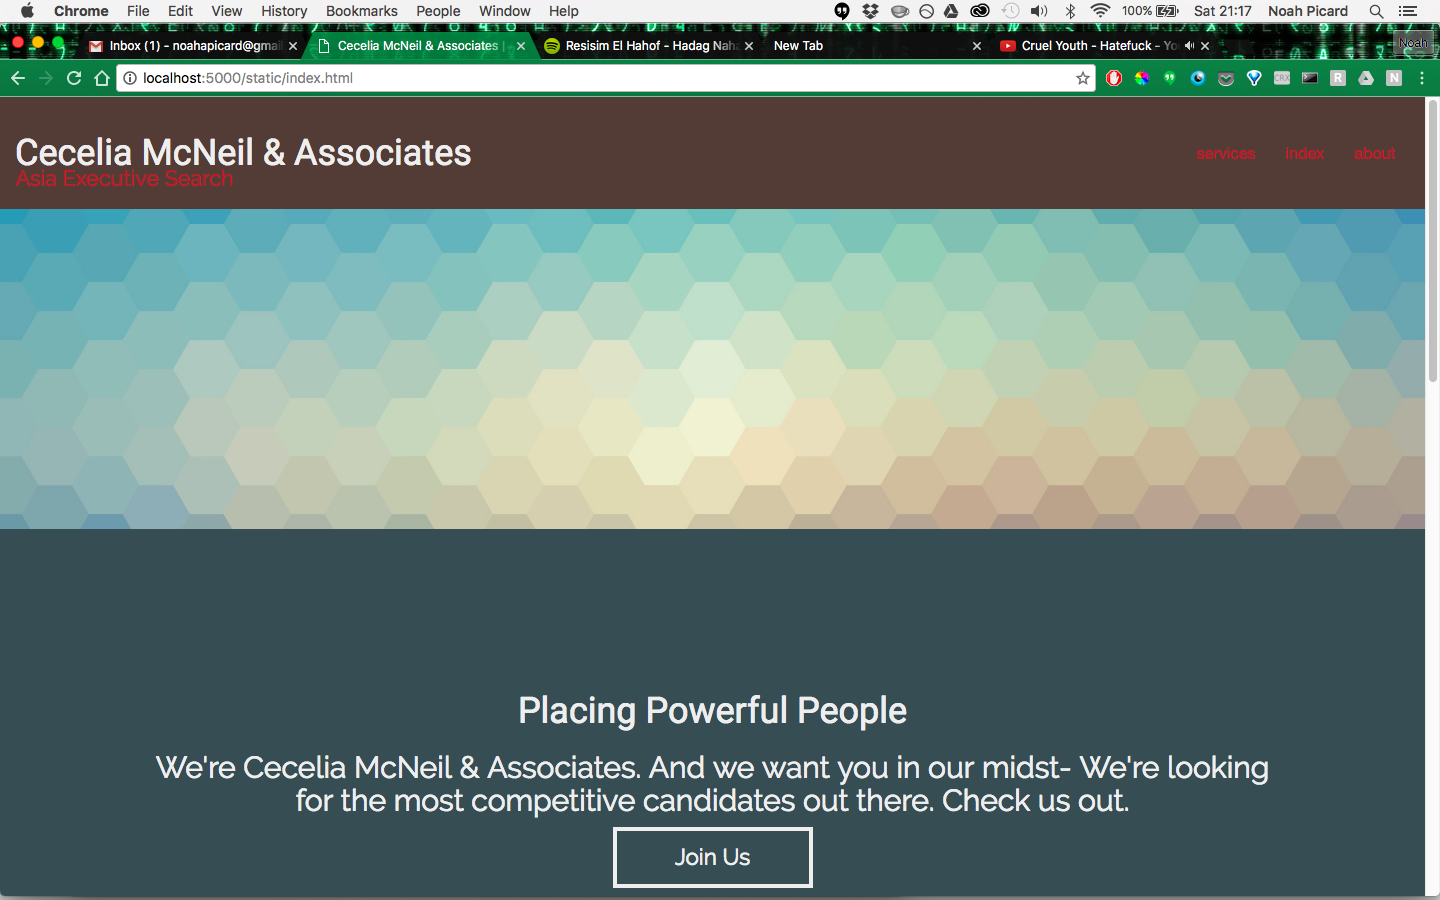 Chrome File Edit View History Bookmarks People Window Help 100% Sat 21:17 Noah Picard
Inbox (1) - noahapicard@gmai Cecelia McNeil & Associates | Resisim El Hahof - Hadag Naha New Tab Cruel Youth - Hatefuck - Yo Noah
localhost:5000/static/index.html CRX R N
Cecelia McNeil & Associates
Asia Executive Search
services index about
Placing Powerful People
We're Cecelia McNeil & Associates. And we want you in our midst- We're looking
for the most competitive candidates out there. Check us out.
Join Us